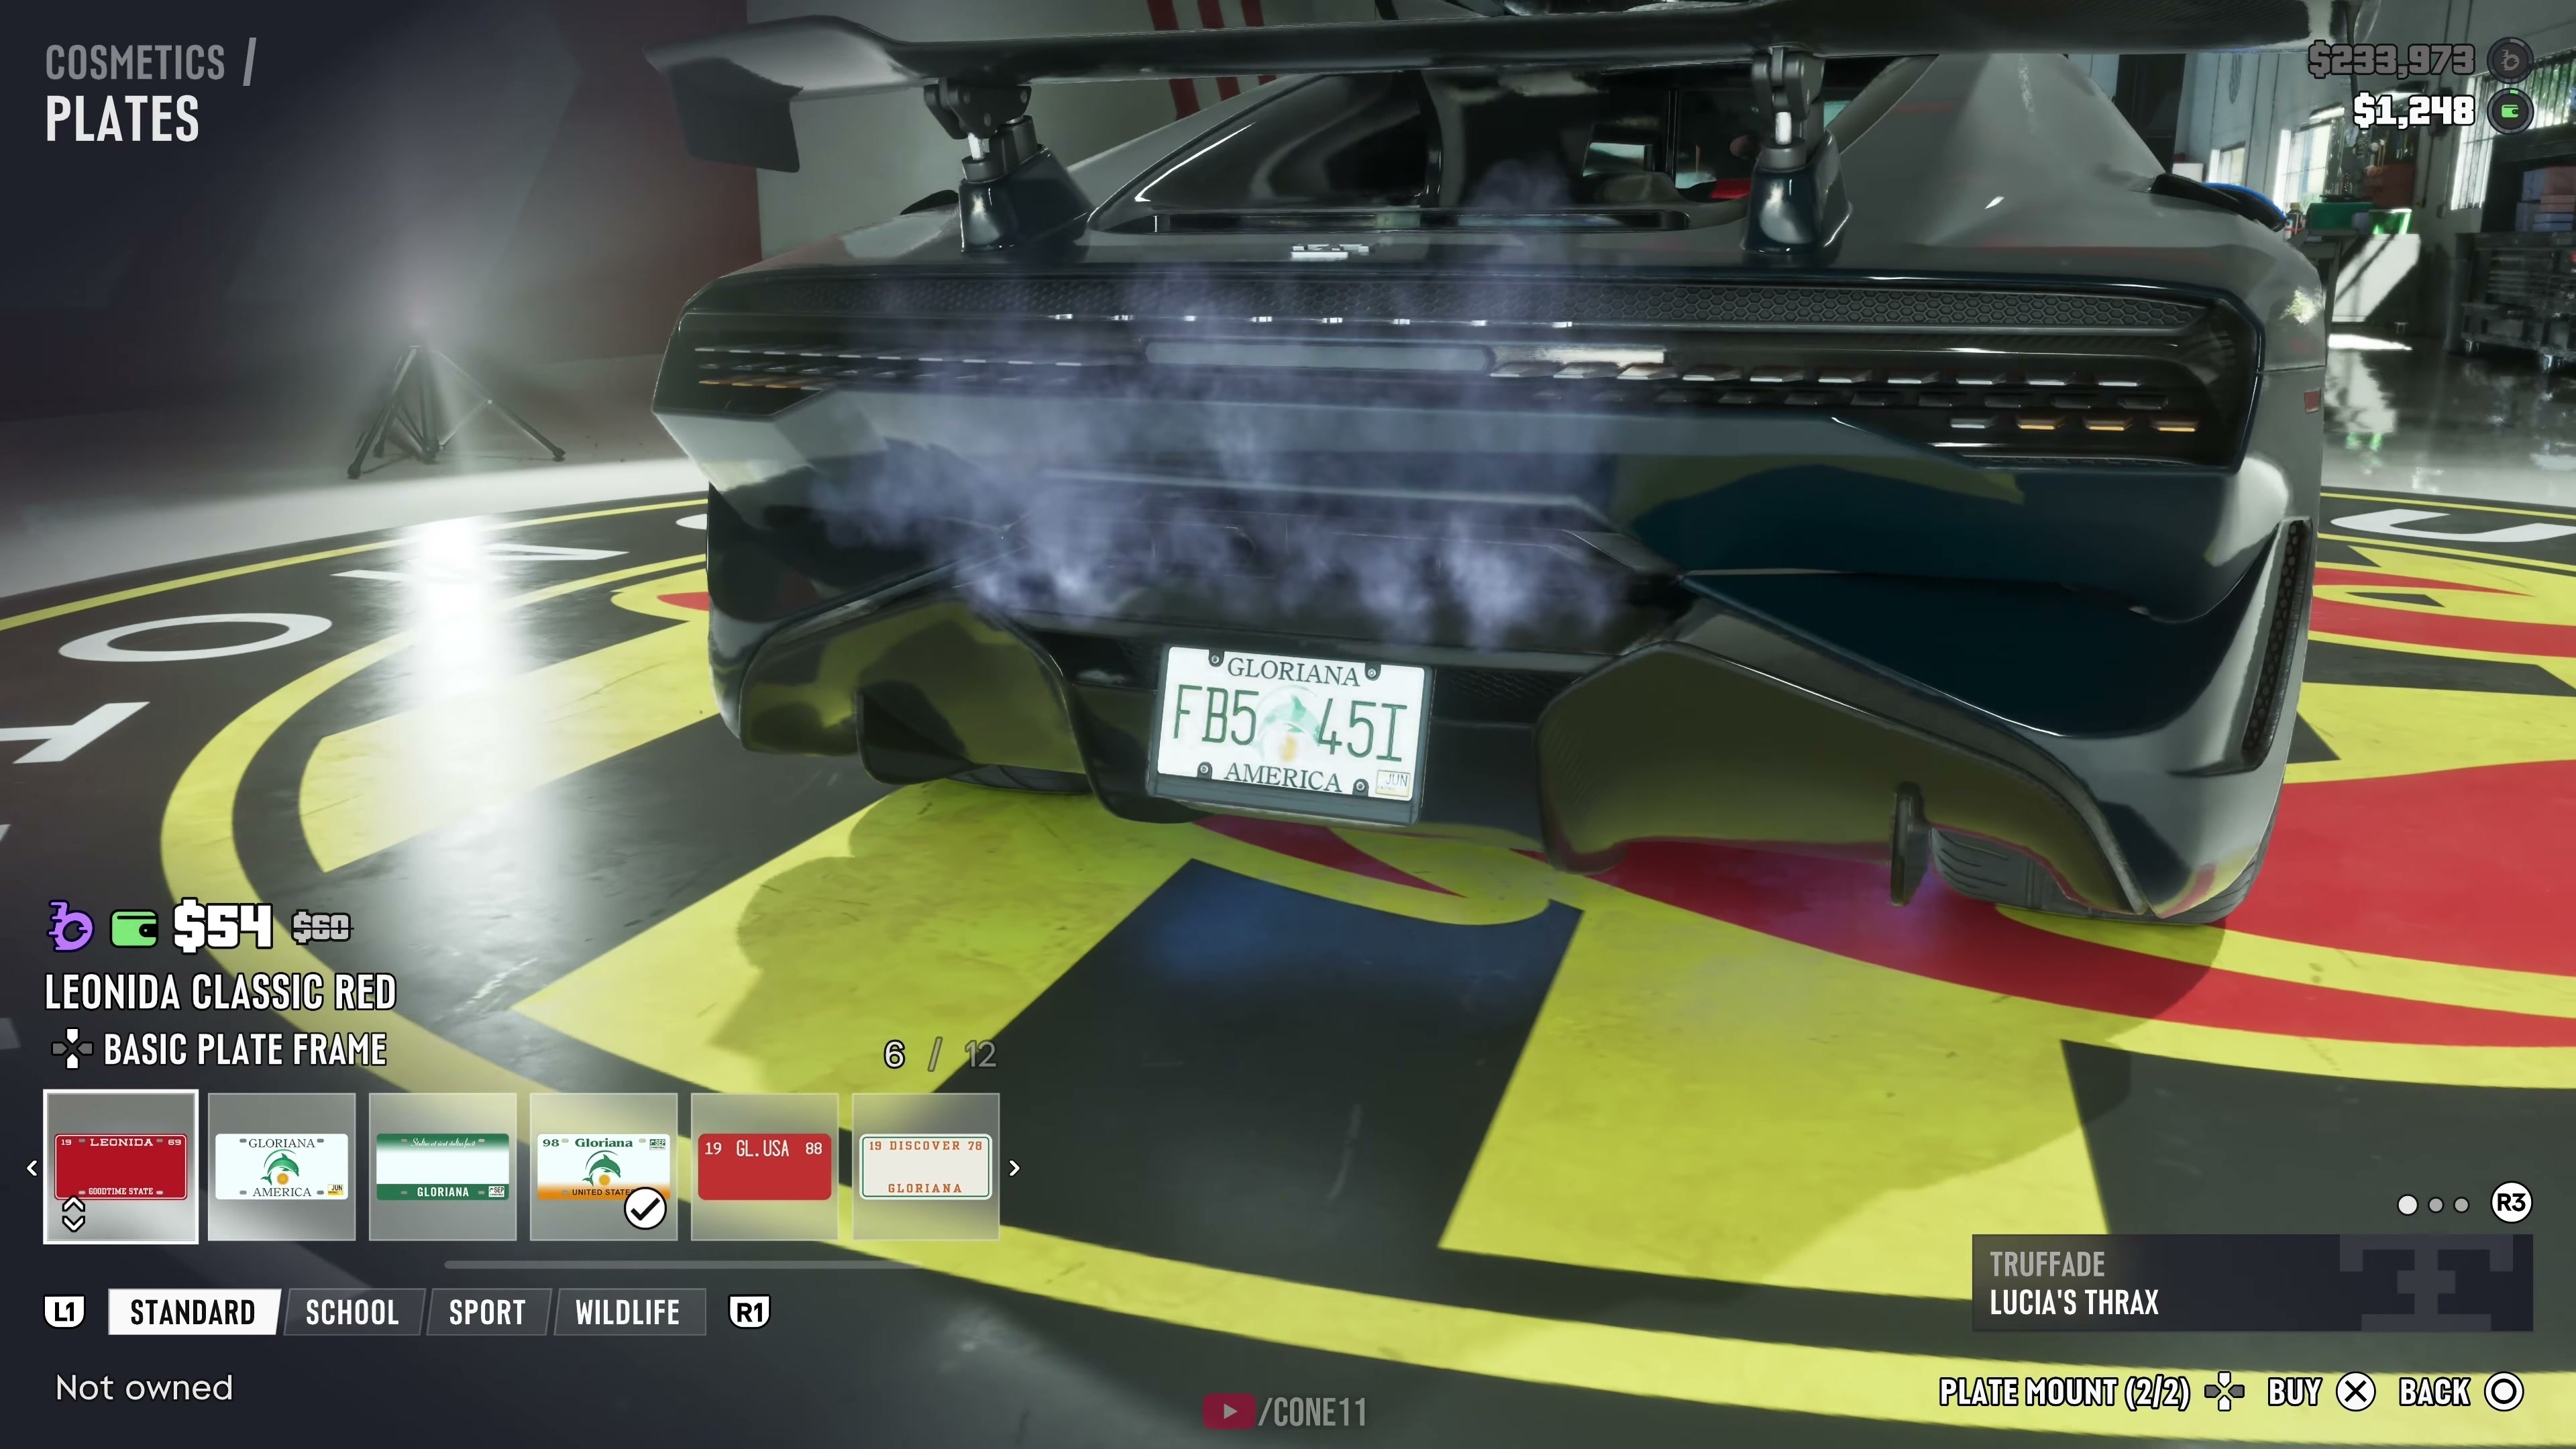 COSMETICS /
PLATES
$233,973
$1,248
GLORIANA
FB5 45I
AMERICA
JUN
$54 $60
LEONIDA CLASSIC RED
BASIC PLATE FRAME
6 / 12
19 LEONIDA 69
GOODTIME STATE
GLORIANA
AMERICA
JUN
GLORIANA
SEP
98 Gloriana SEP
UNITED STATES
19 GL.USA 88
19 DISCOVER 78
GLORIANA
R3
TRUFFADE
LUCIA'S THRAX
L1 STANDARD SCHOOL SPORT WILDLIFE R1
Not owned
/CONE11
PLATE MOUNT (2/2) BUY BACK